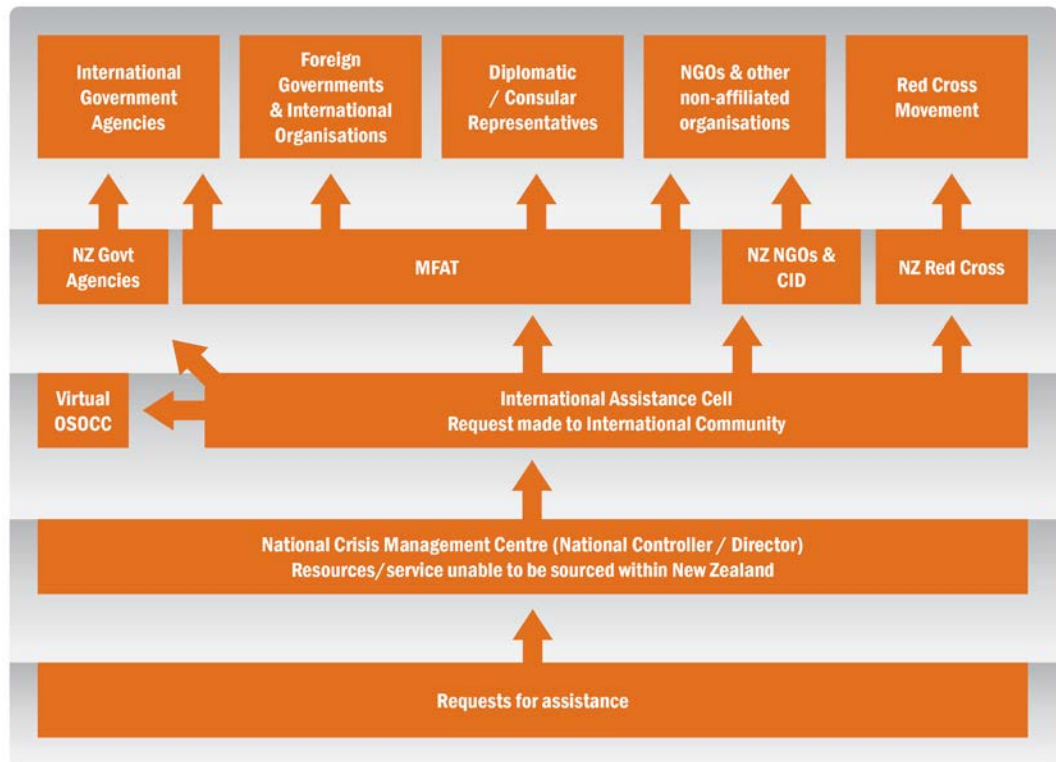 International
Government
Agencies
Foreign
Governments
& International
Organisations
Diplomatic
/ Consular
Representatives
NGOs & other
non-affiliated
organisations
Red Cross
Movement
NZ Govt
Agencies
MFAT
NZ NGOs &
CID
NZ Red Cross
Virtual
OSOCC
International Assistance Cell
Request made to International Community
National Crisis Management Centre (National Controller / Director)
Resources/service unable to be sourced within New Zealand
Requests for assistance